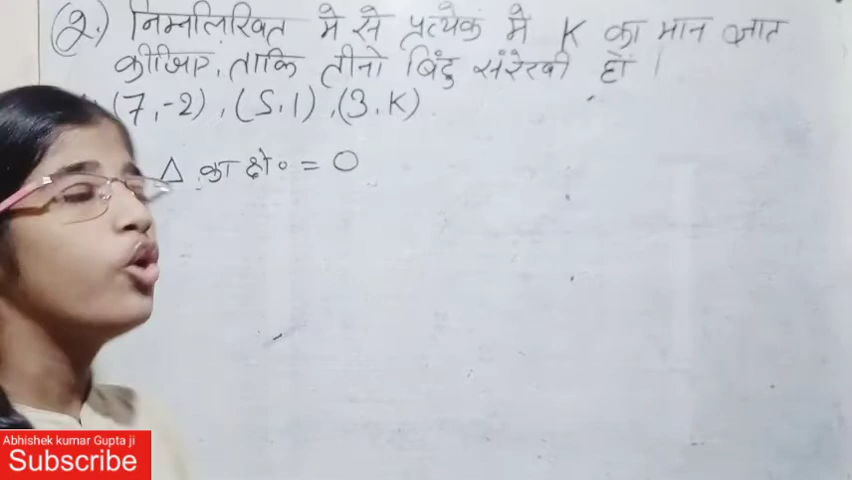 (2.) निम्नलिखित मे से प्रत्येक मे K का मान ज्ञात
कीजिए, ताकि तीनो बिंदु संरेखी हों ।
(7,-2), (5,1), (3,K)
Δ का क्षे० = 0
Abhishek kumar Gupta ji
Subscribe